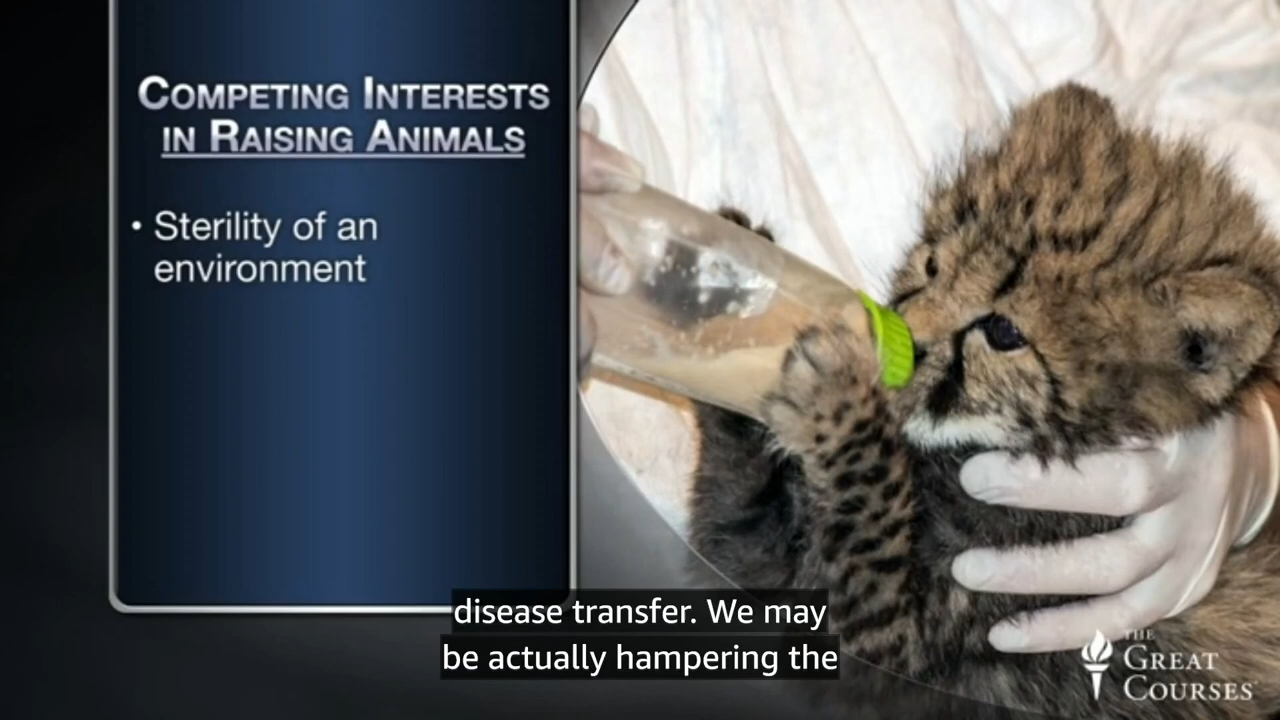 COMPETING INTERESTS
IN RAISING ANIMALS
• Sterility of an
environment
disease transfer. We may
be actually hampering the
THE
GREAT
COURSES